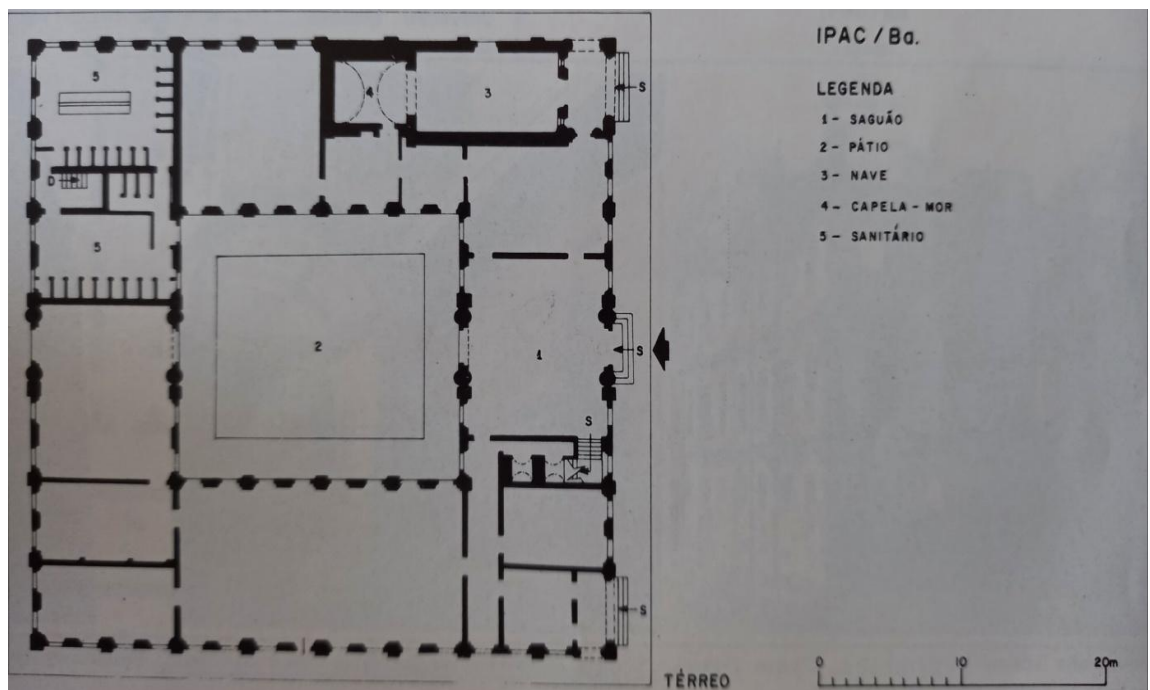 IPAC / Ba.
LEGENDA
1 - SAGUÃO
2 - PÁTIO
3 - NAVE
4 - CAPELA - MOR
5 - SANITÁRIO
5
4
3
S
D
5
2
1
S
S
S
TÉRREO
0 10 20m